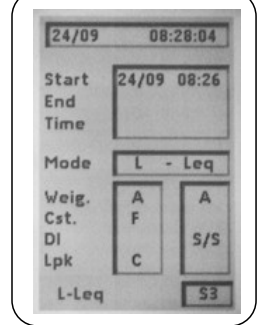 24/09 08:28:04
Start 24/09 08:26
End
Time
Mode L - Leq
Weig. A A
Cst. F
DI S/S
Lpk C
L-Leq S3